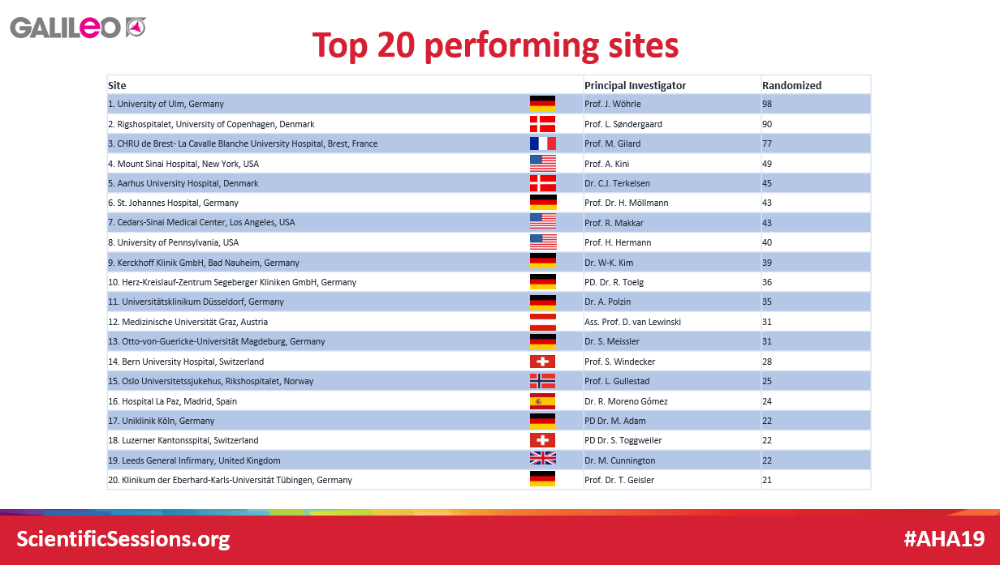 GALILEO
Top 20 performing sites
Site Principal Investigator Randomized
1. University of Ulm, Germany Prof. J. Wöhrle 98
2. Rigshospitalet, University of Copenhagen, Denmark Prof. L. Søndergaard 90
3. CHRU de Brest- La Cavalle Blanche University Hospital, Brest, France Prof. M. Gilard 77
4. Mount Sinai Hospital, New York, USA Prof. A. Kini 49
5. Aarhus University Hospital, Denmark Dr. C.J. Terkelsen 45
6. St. Johannes Hospital, Germany Prof. Dr. H. Möllmann 43
7. Cedars-Sinai Medical Center, Los Angeles, USA Prof. R. Makkar 43
8. University of Pennsylvania, USA Prof. H. Hermann 40
9. Kerckhoff Klinik GmbH, Bad Nauheim, Germany Dr. W-K. Kim 39
10. Herz-Kreislauf-Zentrum Segeberger Kliniken GmbH, Germany PD. Dr. R. Toelg 36
11. Universitätsklinikum Düsseldorf, Germany Dr. A. Polzin 35
12. Medizinische Universität Graz, Austria Ass. Prof. D. van Lewinski 31
13. Otto-von-Guericke-Universität Magdeburg, Germany Dr. S. Meissler 31
14. Bern University Hospital, Switzerland Prof. S. Windecker 28
15. Oslo Universitetssjukehus, Rikshospitalet, Norway Prof. L. Gullestad 25
16. Hospital La Paz, Madrid, Spain Dr. R. Moreno Gómez 24
17. Uniklinik Köln, Germany PD Dr. M. Adam 22
18. Luzerner Kantonsspital, Switzerland PD Dr. S. Toggweiler 22
19. Leeds General Infirmary, United Kingdom Dr. M. Cunnington 22
20. Klinikum der Eberhard-Karls-Universität Tübingen, Germany Prof. Dr. T. Geisler 21
ScientificSessions.org #AHA19